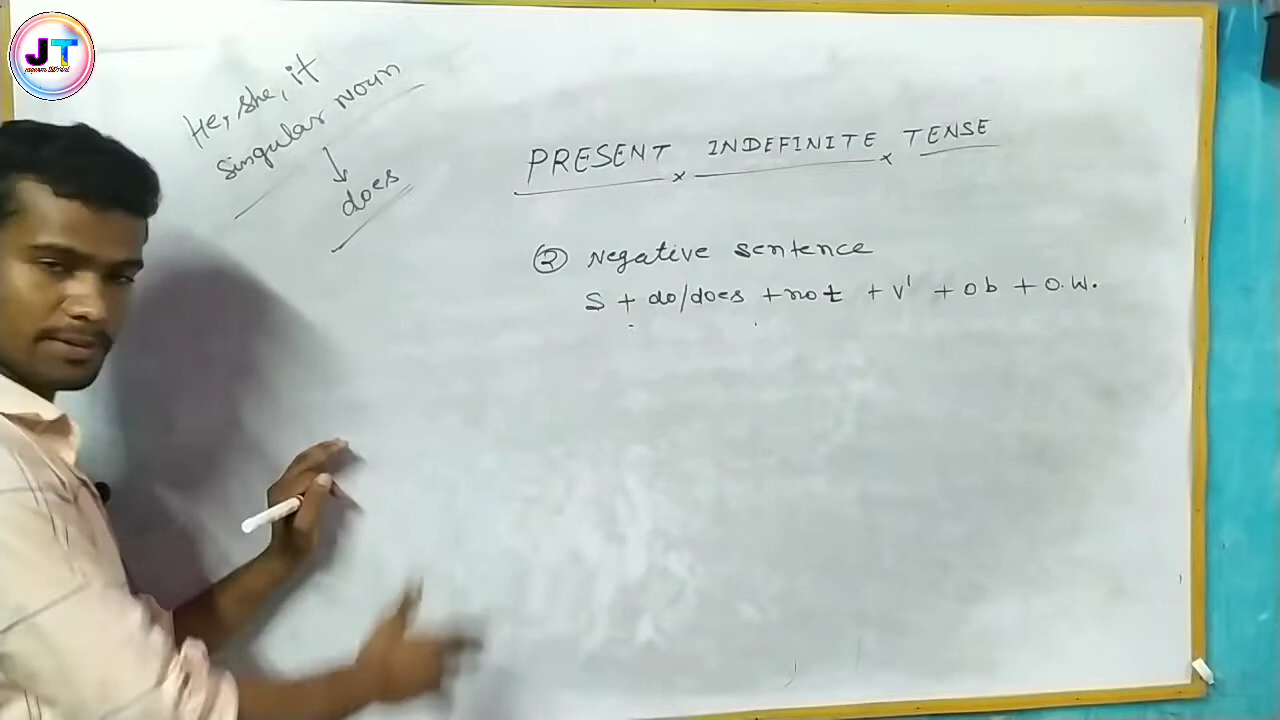 JT
He, she, it
singular noun
↓
does
PRESENT × INDEFINITE × TENSE
② Negative sentence
S + do/does + not + V¹ + ob + O.W.